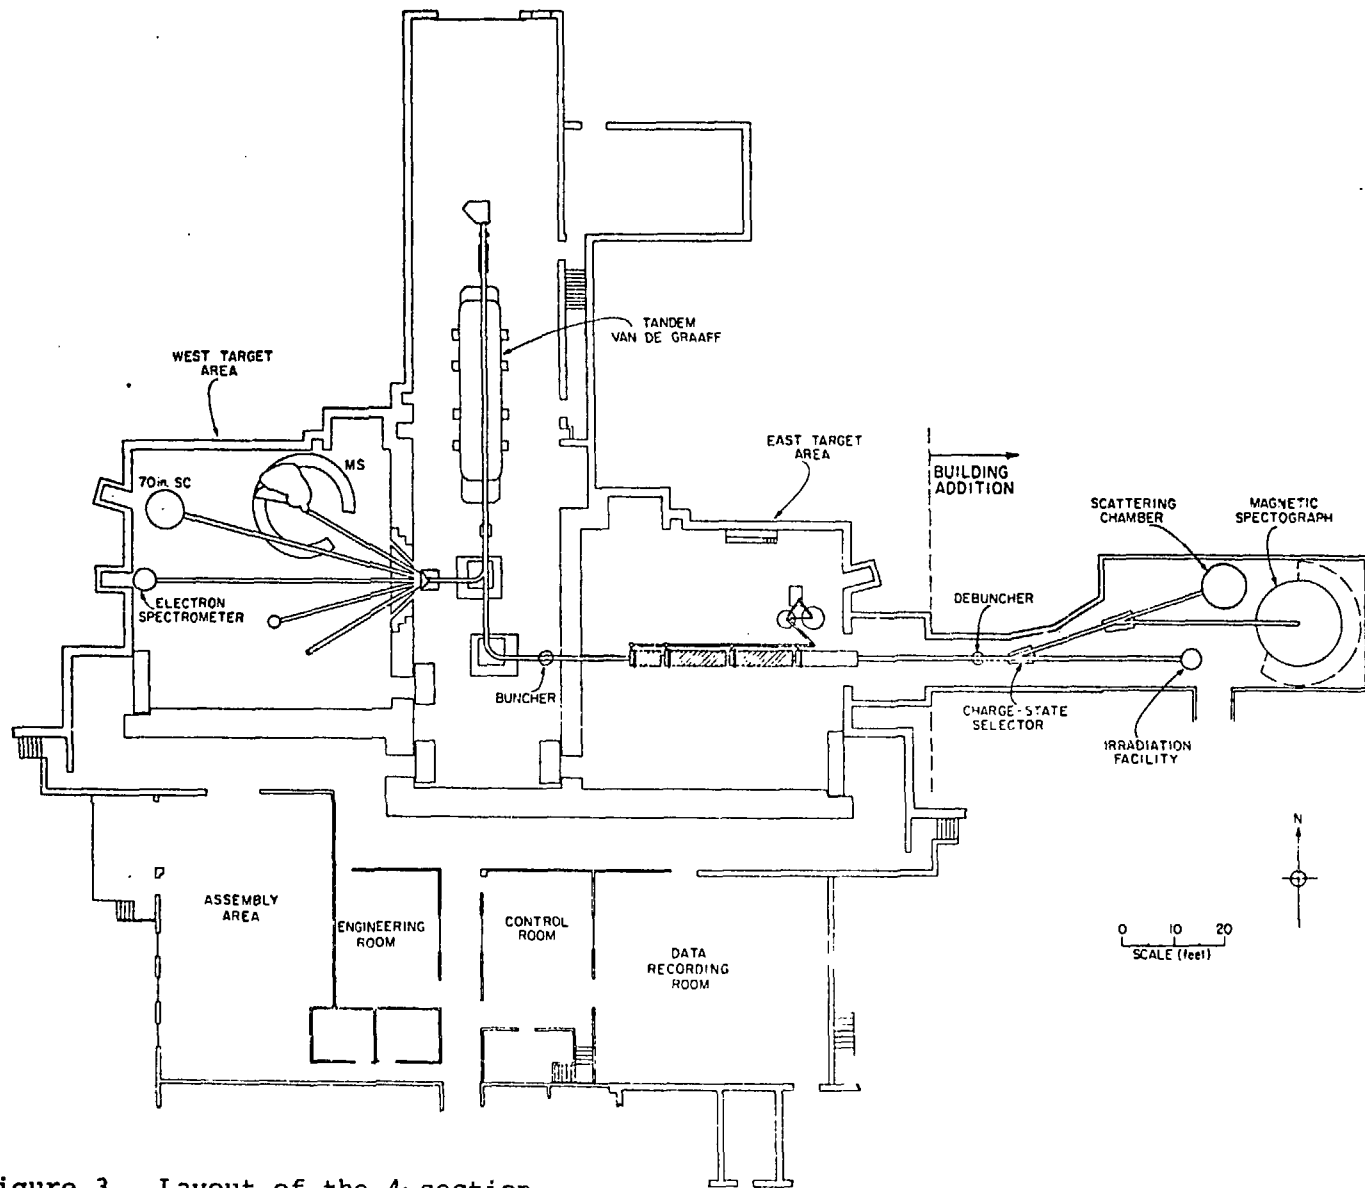 TANDEM
VAN DE GRAAFF
WEST TARGET
AREA
MS
70 in. SC
ELECTRON
SPECTROMETER
BUNCHER
EAST TARGET
AREA
BUILDING
ADDITION
SCATTERING
CHAMBER
MAGNETIC
SPECTOGRAPH
DEBUNCHER
CHARGE-STATE
SELECTOR
IRRADIATION
FACILITY
N
ASSEMBLY
AREA
ENGINEERING
ROOM
CONTROL
ROOM
DATA
RECORDING
ROOM
0 10 20
SCALE (feet)
igure 3. Layout of the 4-section